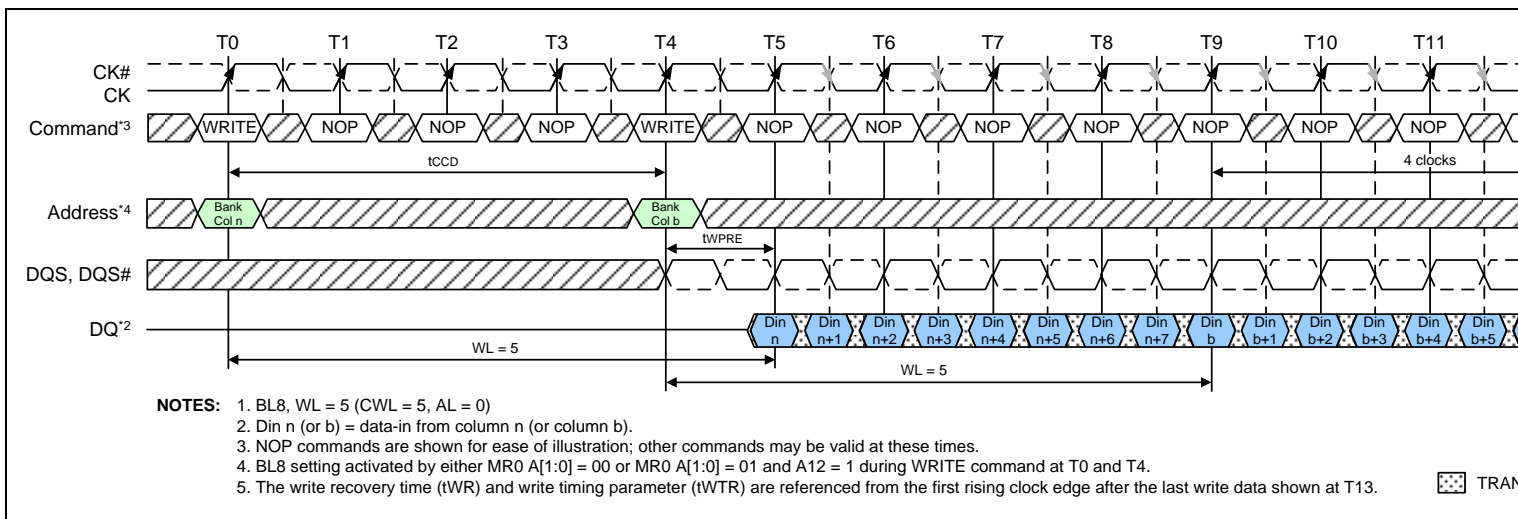 T0 T1 T2 T3 T4 T5 T6 T7 T8 T9 T10 T11
CK#
CK
Command*3 WRITE NOP NOP NOP WRITE NOP NOP NOP NOP NOP NOP NOP
tCCD 4 clocks
Address*4 Bank Col n Bank Col b
tWPRE
DQS, DQS#
DQ*2 Din n Din n+1 Din n+2 Din n+3 Din n+4 Din n+5 Din n+6 Din n+7 Din b Din b+1 Din b+2 Din b+3 Din b+4 Din b+5
WL = 5
WL = 5
NOTES: 1. BL8, WL = 5 (CWL = 5, AL = 0)
2. Din n (or b) = data-in from column n (or column b).
3. NOP commands are shown for ease of illustration; other commands may be valid at these times.
4. BL8 setting activated by either MR0 A[1:0] = 00 or MR0 A[1:0] = 01 and A12 = 1 during WRITE command at T0 and T4.
5. The write recovery time (tWR) and write timing parameter (tWTR) are referenced from the first rising clock edge after the last write data shown at T13.
TRAN